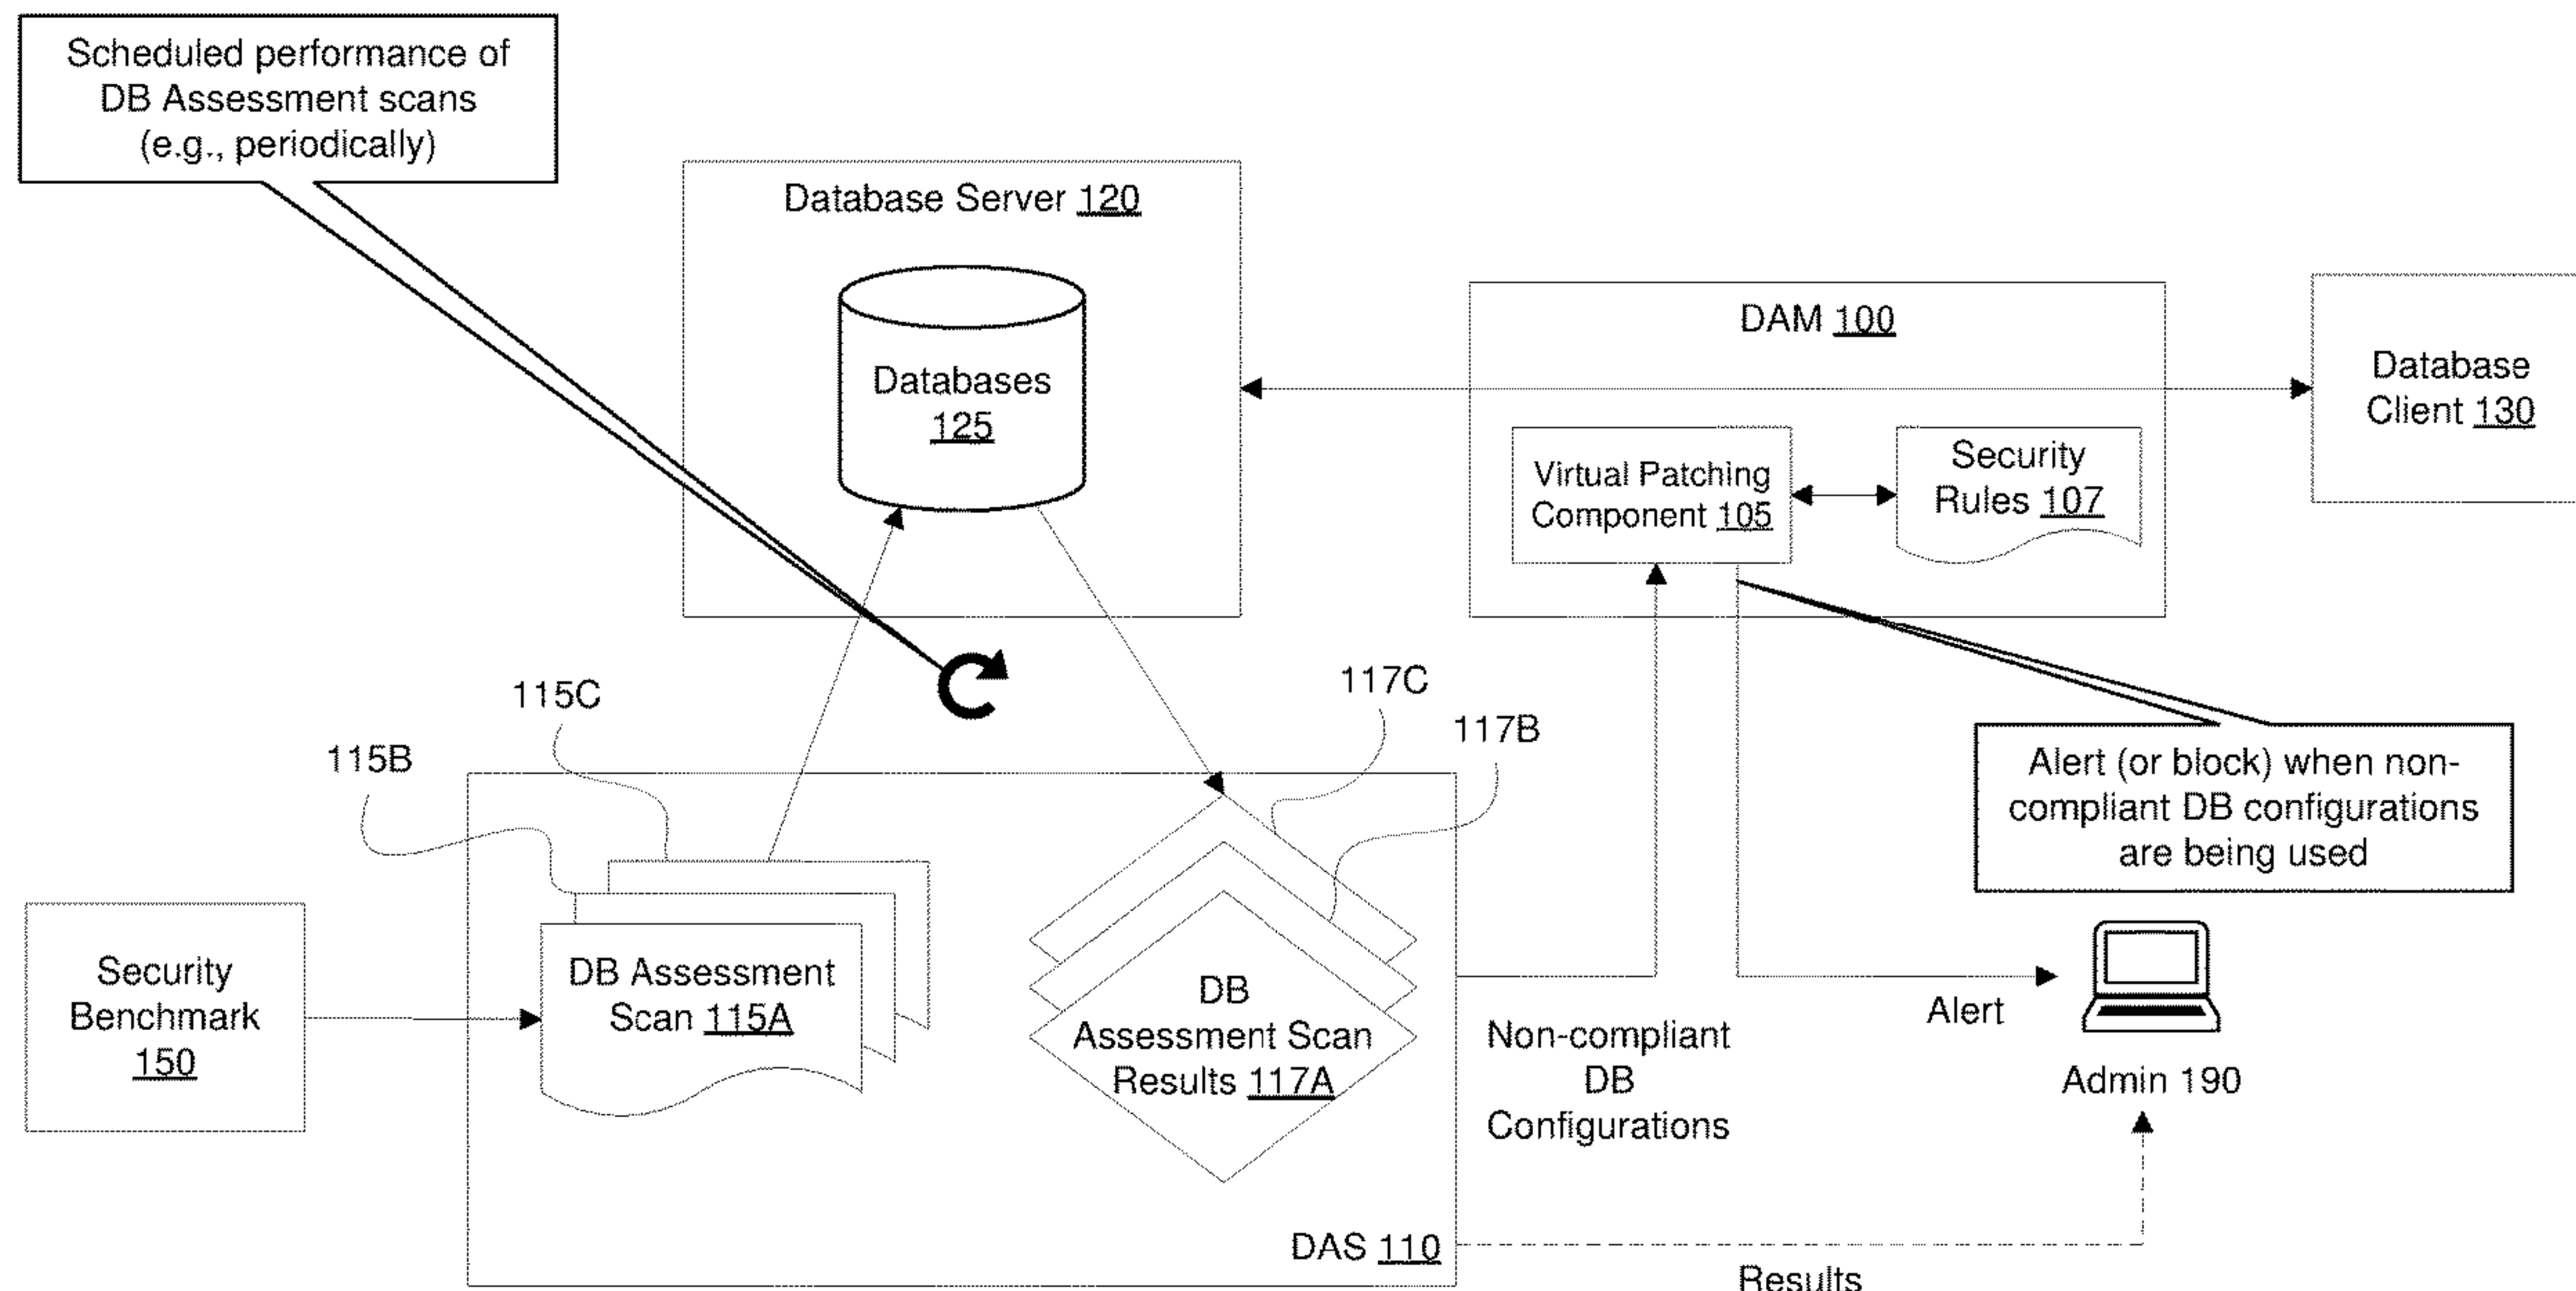 Scheduled performance of
DB Assessment scans
(e.g., periodically)
Database Server 120
Databases
125
DAM 100
Virtual Patching
Component 105
Security
Rules 107
Database
Client 130
115C
115B
117C
117B
Alert (or block) when non-
compliant DB configurations
are being used
Security
Benchmark
150
DB Assessment
Scan 115A
DB
Assessment Scan
Results 117A
DAS 110
Non-compliant
DB
Configurations
Alert
Admin 190
Results